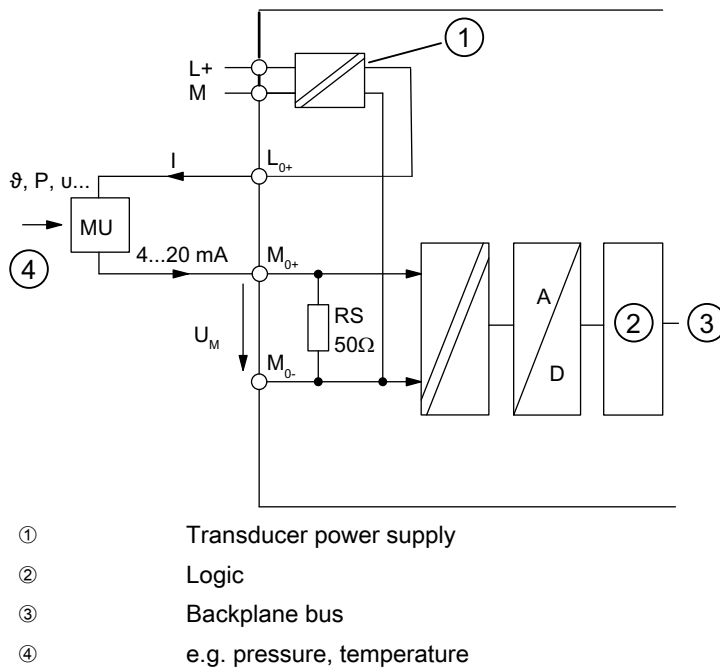 ①
L+
M
I
L₀₊
ϑ, P, υ...
MU
④
4...20 mA
M₀₊
U_M
RS
50Ω
M₀₋
A
D
②
③
① Transducer power supply
② Logic
③ Backplane bus
④ e.g. pressure, temperature